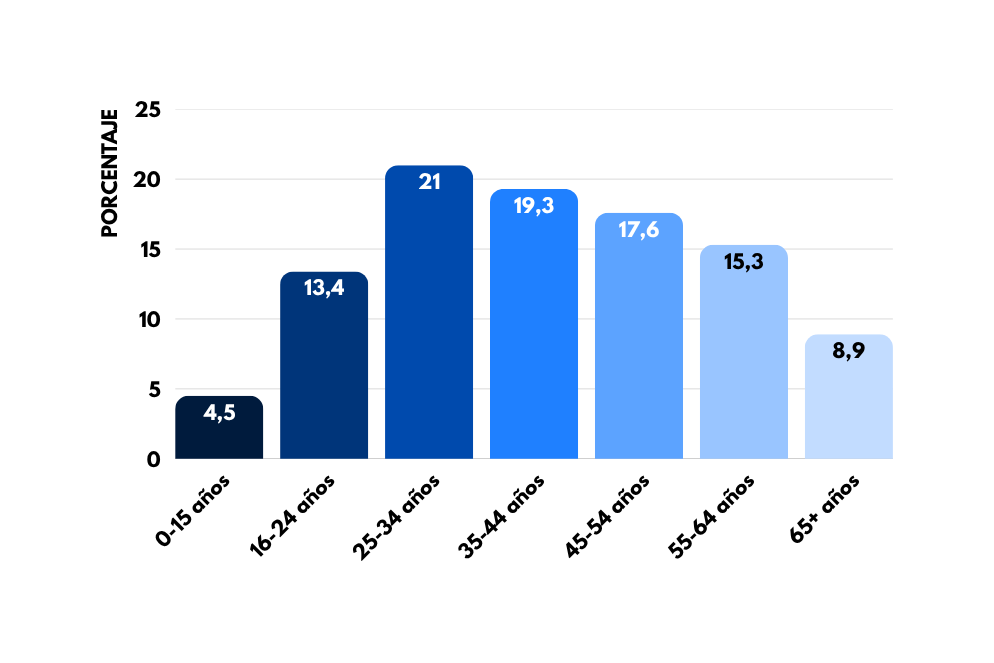 PORCENTAJE
25
20
15
10
5
0
4,5
13,4
21
19,3
17,6
15,3
8,9
0-15 años
16-24 años
25-34 años
35-44 años
45-54 años
55-64 años
65+ años